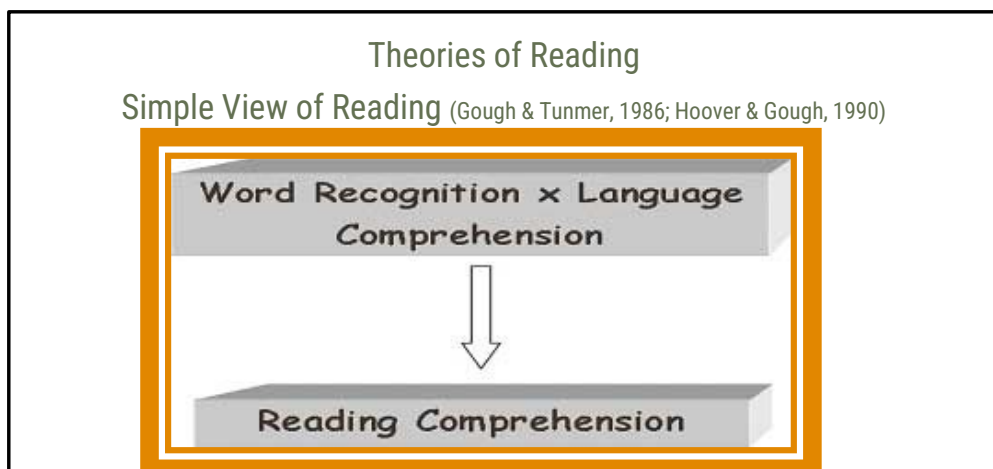 Theories of Reading
Simple View of Reading (Gough & Tunmer, 1986; Hoover & Gough, 1990)
Word Recognition x Language
Comprehension
Reading Comprehension